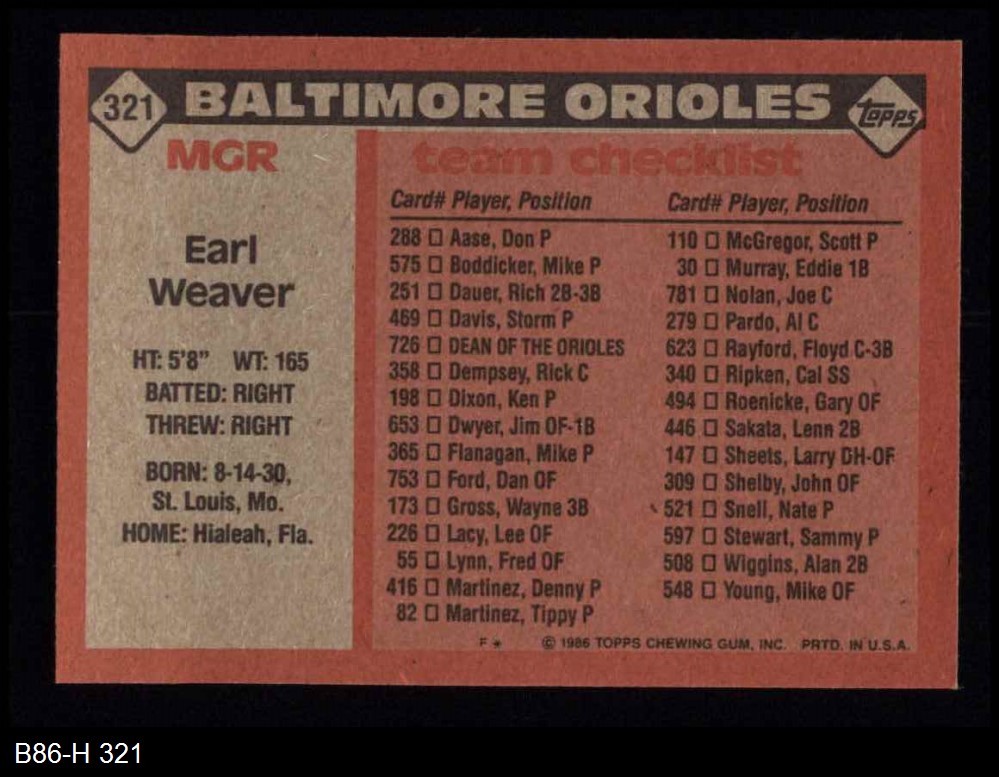 321 BALTIMORE ORIOLES topps
MGR
Earl
Weaver
HT: 5'8" WT: 165
BATTED: RIGHT
THREW: RIGHT
BORN: 8-14-30,
St. Louis, Mo.
HOME: Hialeah, Fla.
team checklist
Card# Player, Position
288 □ Aase, Don P
575 □ Boddicker, Mike P
251 □ Dauer, Rich 2B-3B
469 □ Davis, Storm P
726 □ DEAN OF THE ORIOLES
358 □ Dempsey, Rick C
198 □ Dixon, Ken P
653 □ Dwyer, Jim OF-1B
365 □ Flanagan, Mike P
753 □ Ford, Dan OF
173 □ Gross, Wayne 3B
226 □ Lacy, Lee OF
55 □ Lynn, Fred OF
416 □ Martinez, Denny P
82 □ Martinez, Tippy P
Card# Player, Position
110 □ McGregor, Scott P
30 □ Murray, Eddie 1B
781 □ Nolan, Joe C
279 □ Pardo, Al C
623 □ Rayford, Floyd C-3B
340 □ Ripken, Cal SS
494 □ Roenicke, Gary OF
446 □ Sakata, Lenn 2B
147 □ Sheets, Larry DH-OF
309 □ Shelby, John OF
521 □ Snell, Nate P
597 □ Stewart, Sammy P
508 □ Wiggins, Alan 2B
548 □ Young, Mike OF
F * © 1986 TOPPS CHEWING GUM, INC. PRTD. IN U.S.A.
B86-H 321